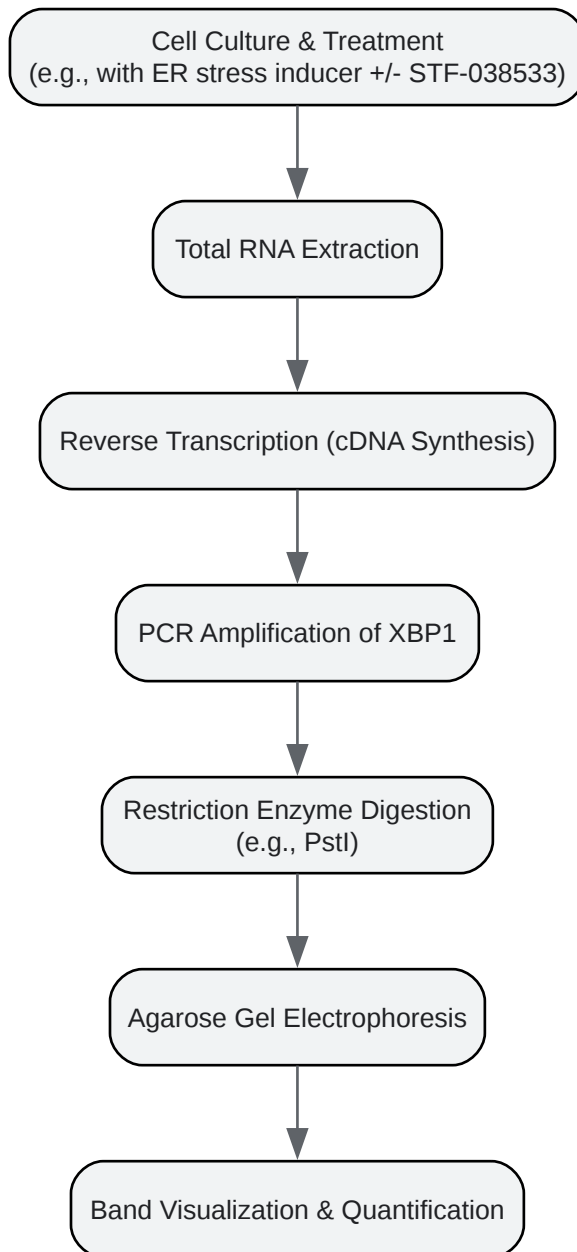 Cell Culture & Treatment
(e.g., with ER stress inducer +/- STF-038533)
Total RNA Extraction
Reverse Transcription (cDNA Synthesis)
PCR Amplification of XBP1
Restriction Enzyme Digestion
(e.g., PstI)
Agarose Gel Electrophoresis
Band Visualization & Quantification